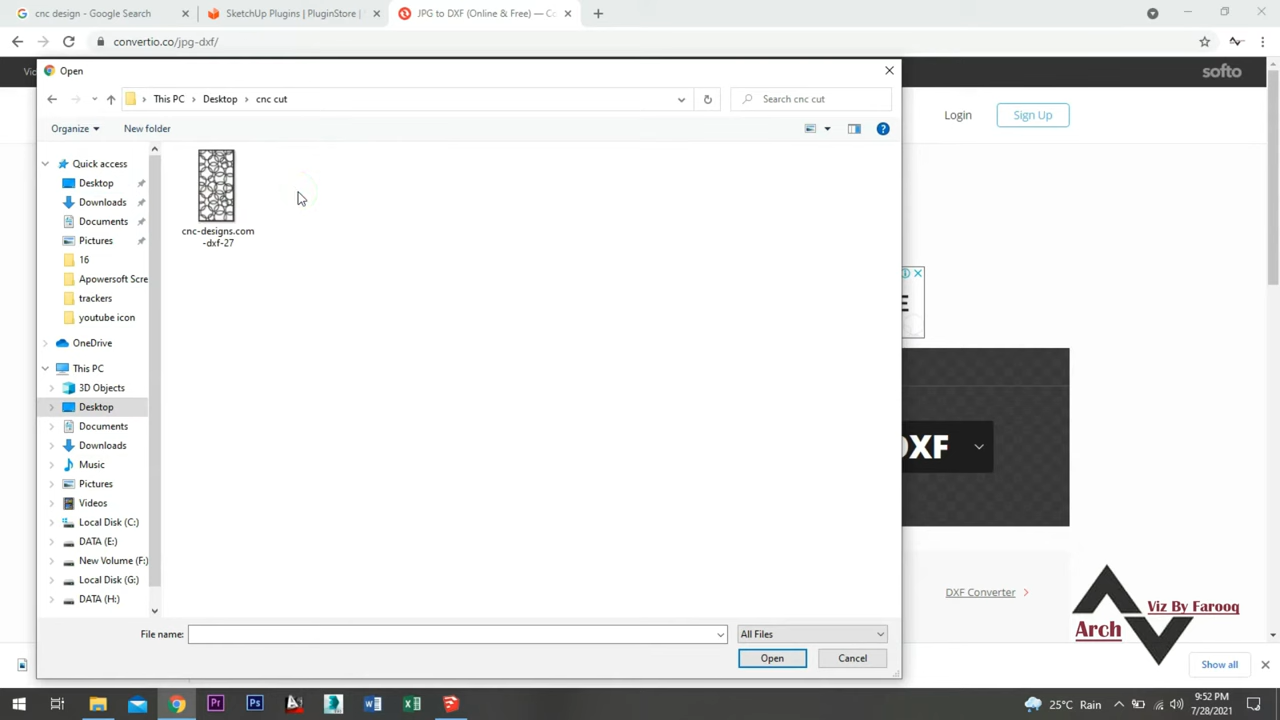 cnc design - Google Search
SketchUp Plugins | PluginStore |
JPG to DXF (Online & Free) — Co
convertio.co/jpg-dxf/
Open
softo
This PC > Desktop > cnc cut
Search cnc cut
Login
Sign Up
Organize
New folder
Quick access
Desktop
Downloads
Documents
Pictures
16
Apowersoft Scre
trackers
youtube icon
OneDrive
This PC
3D Objects
Desktop
Documents
Downloads
Music
Pictures
Videos
Local Disk (C:)
DATA (E:)
New Volume (F:)
Local Disk (G:)
DATA (H:)
cnc-designs.com
-dxf-27
E
DXF
DXF Converter
Viz By Farooq
Arch
File name:
All Files
Open
Cancel
Show all
25°C Rain
9:52 PM
7/28/2021